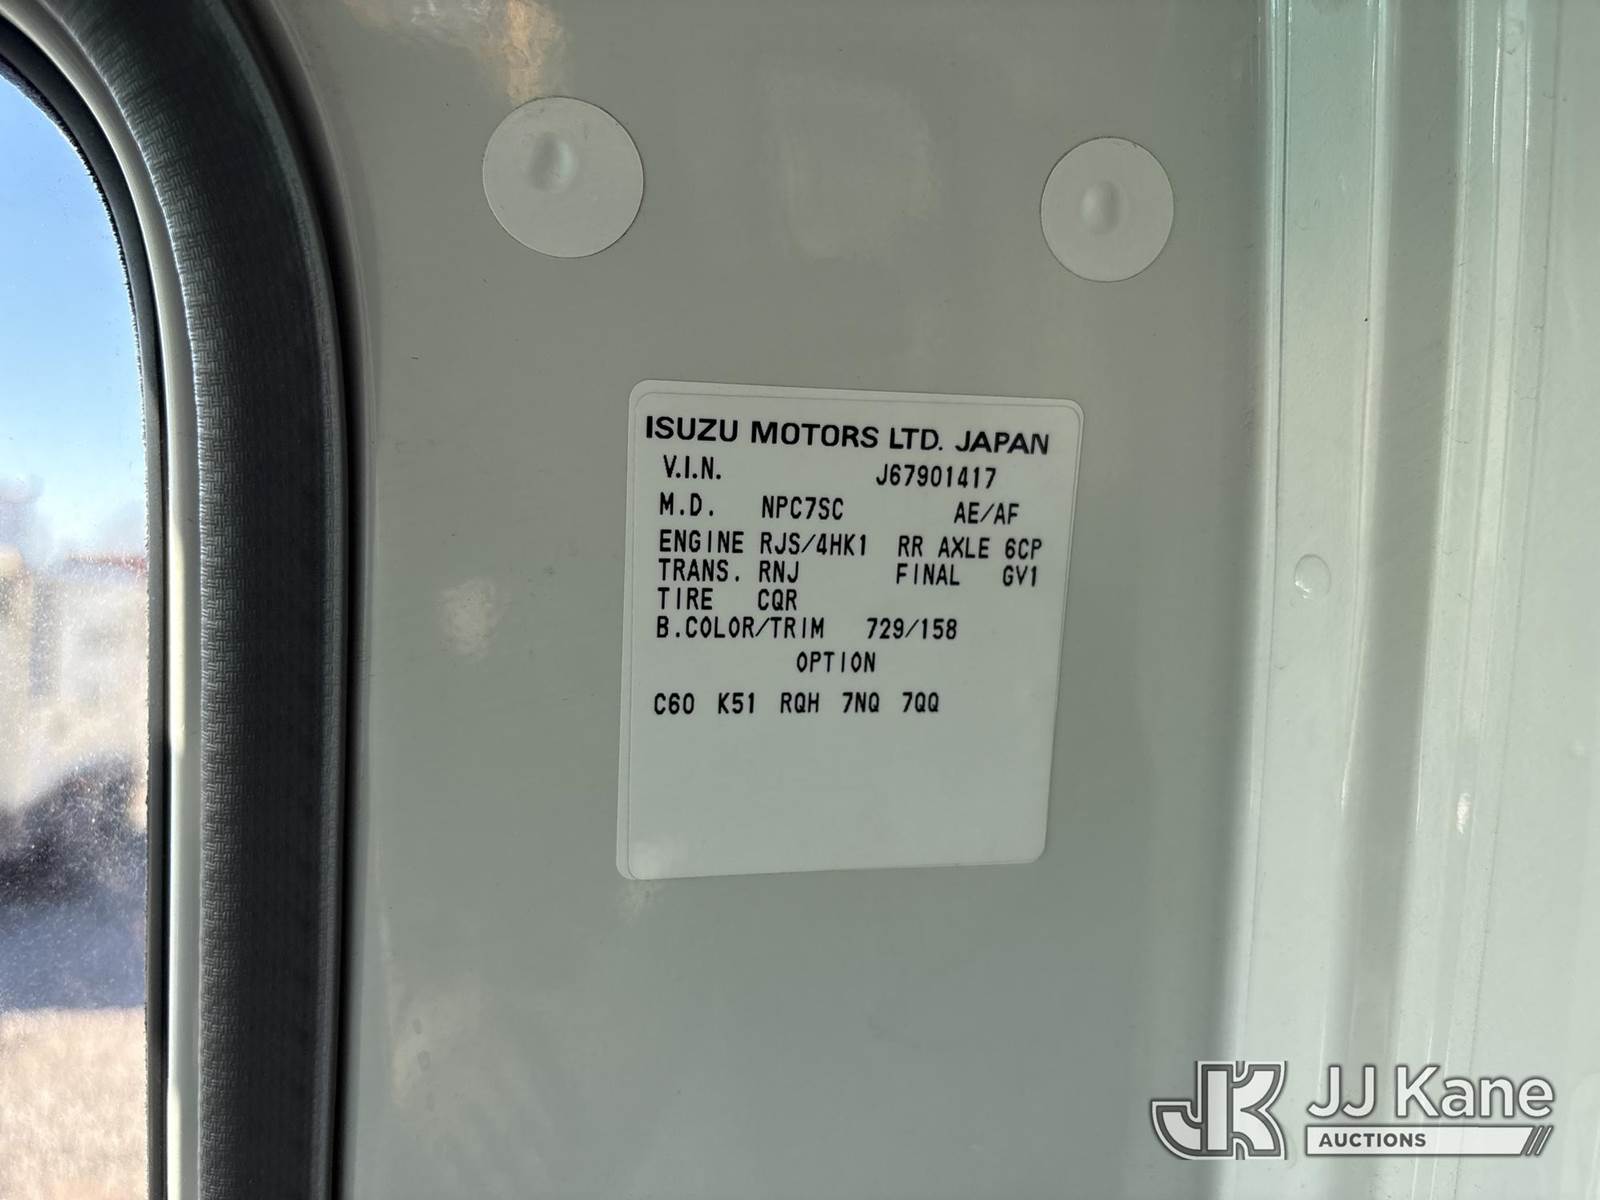 ISUZU MOTORS LTD. JAPAN
V.I.N. J67901417
M.D. NPC7SC AE/AF
ENGINE RJS/4HK1 RR AXLE 6CP
TRANS. RNJ FINAL GV1
TIRE CQR
B.COLOR/TRIM 729/158
OPTION
C60 K51 RQH 7NQ 7QQ
JK JJ Kane
AUCTIONS